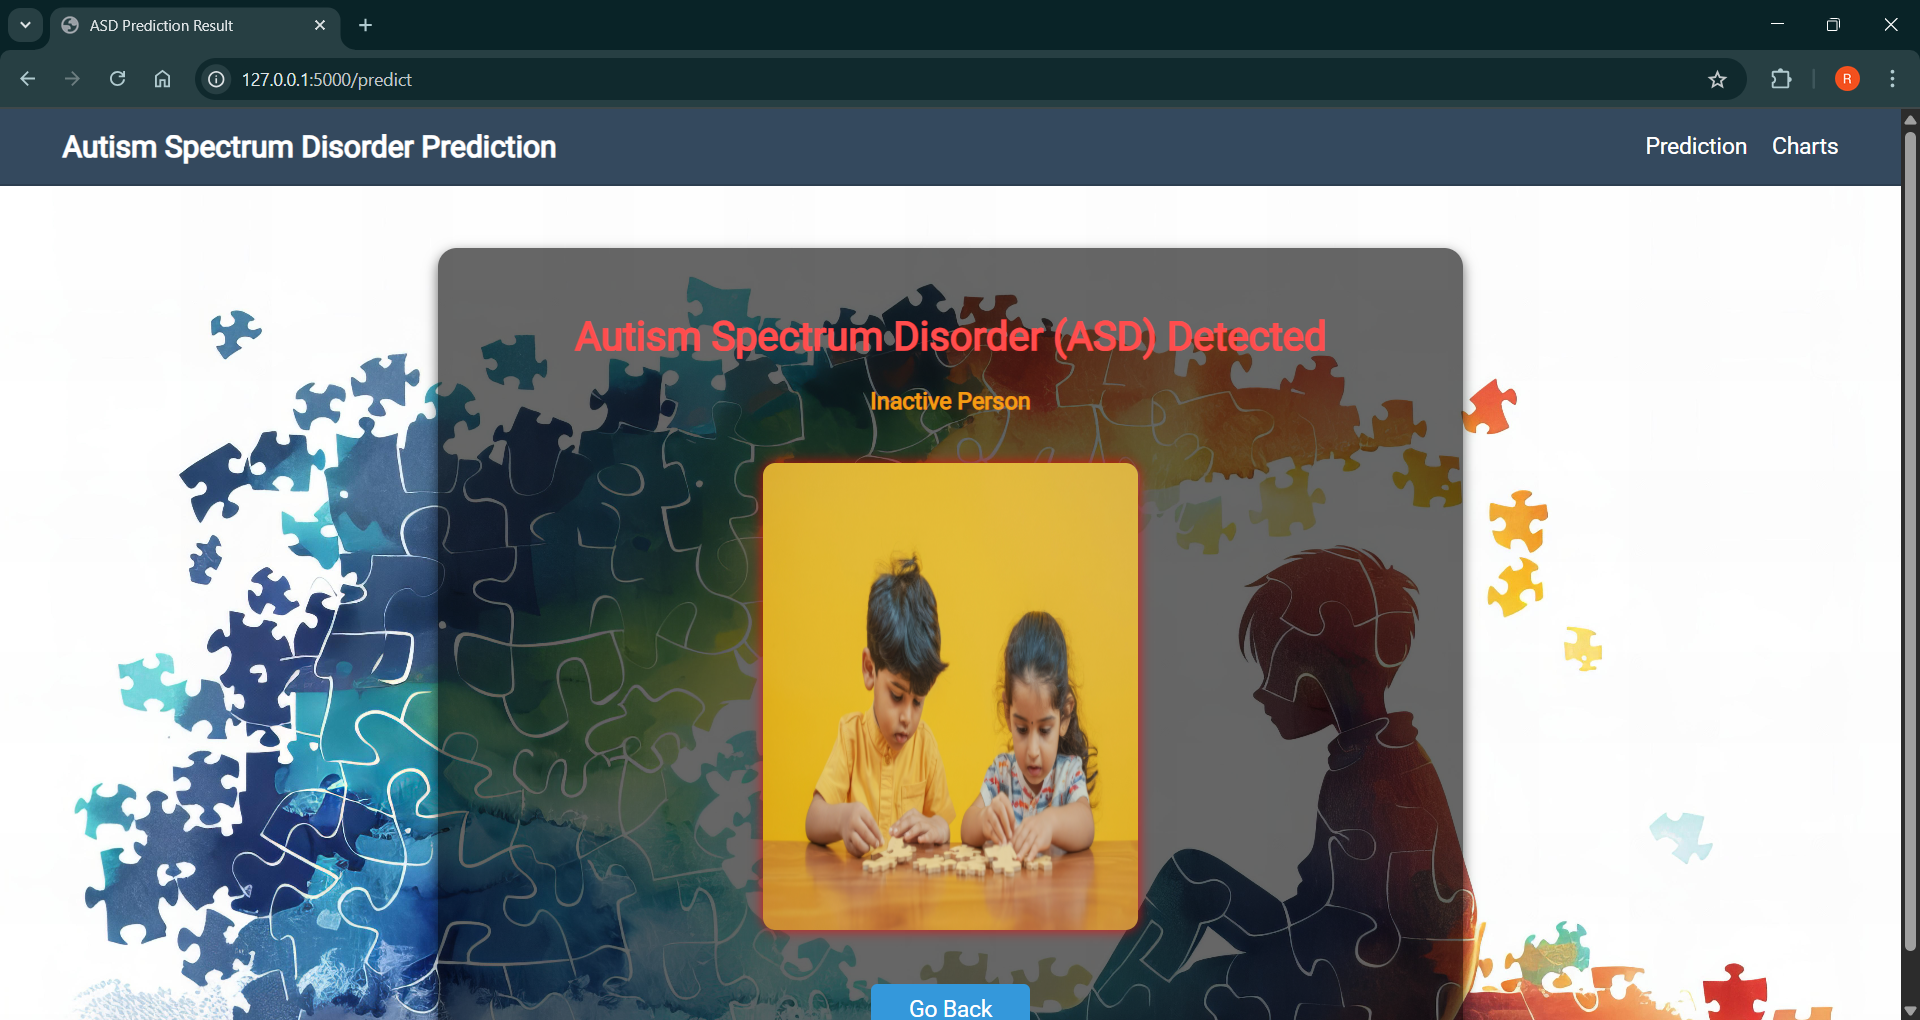 ASD Prediction Result
127.0.0.1:5000/predict
R
Autism Spectrum Disorder Prediction
Prediction
Charts
Autism Spectrum Disorder (ASD) Detected
Inactive Person
Go Back